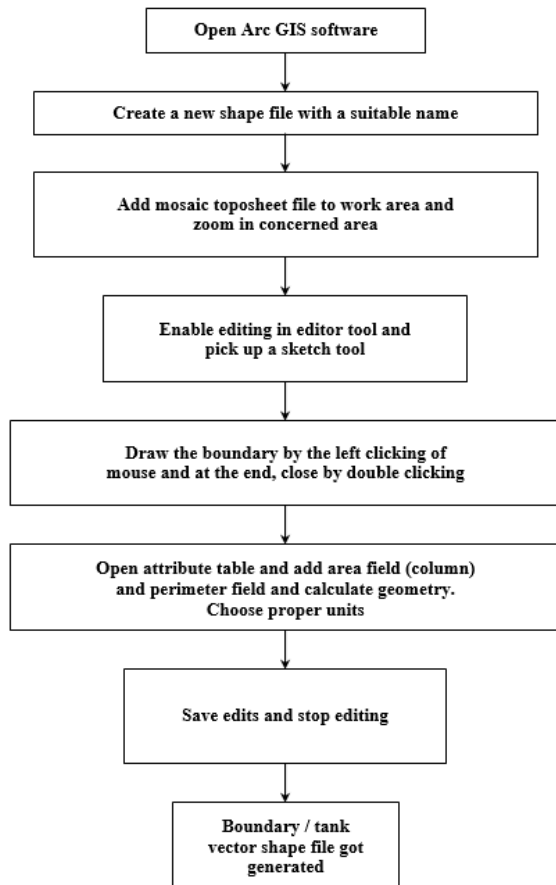 Open Arc GIS software
Create a new shape file with a suitable name
Add mosaic toposheet file to work area and
zoom in concerned area
Enable editing in editor tool and
pick up a sketch tool
Draw the boundary by the left clicking of
mouse and at the end, close by double clicking
Open attribute table and add area field (column)
and perimeter field and calculate geometry.
Choose proper units
Save edits and stop editing
Boundary / tank
vector shape file got
generated